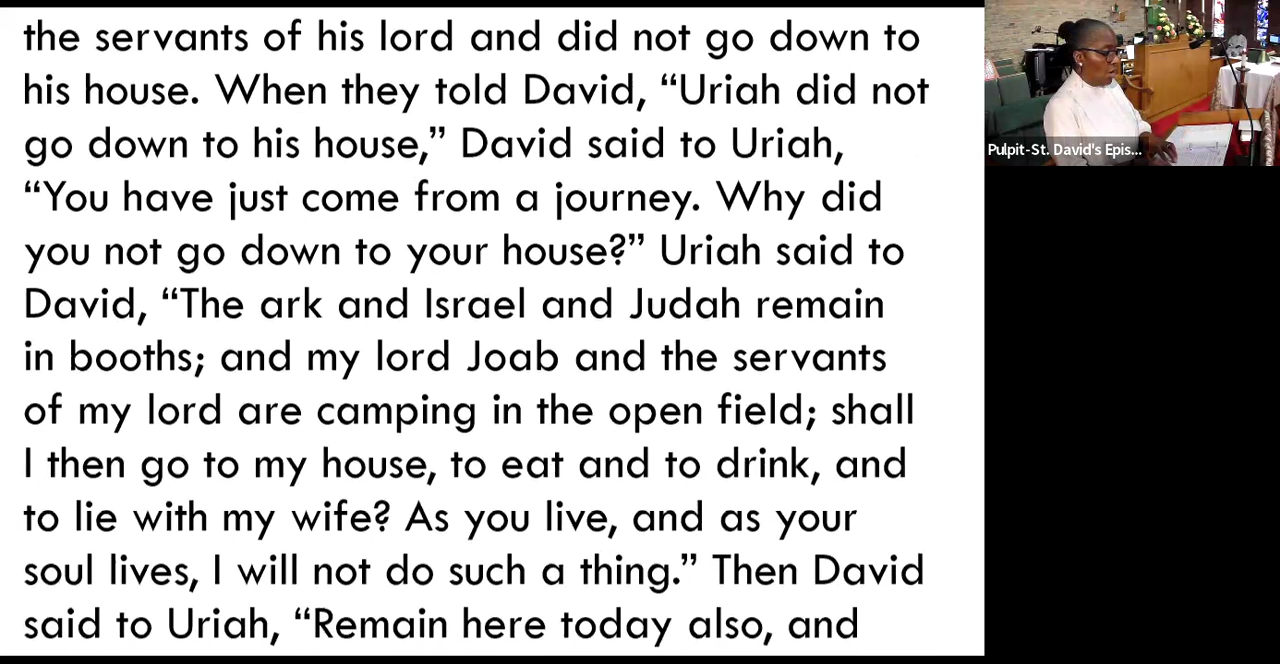 the servants of his lord and did not go down to
his house. When they told David, “Uriah did not
go down to his house,” David said to Uriah,
“You have just come from a journey. Why did
you not go down to your house?” Uriah said to
David, “The ark and Israel and Judah remain
in booths; and my lord Joab and the servants
of my lord are camping in the open field; shall
I then go to my house, to eat and to drink, and
to lie with my wife? As you live, and as your
soul lives, I will not do such a thing.” Then David
said to Uriah, “Remain here today also, and
Pulpit-St. David's Epis...